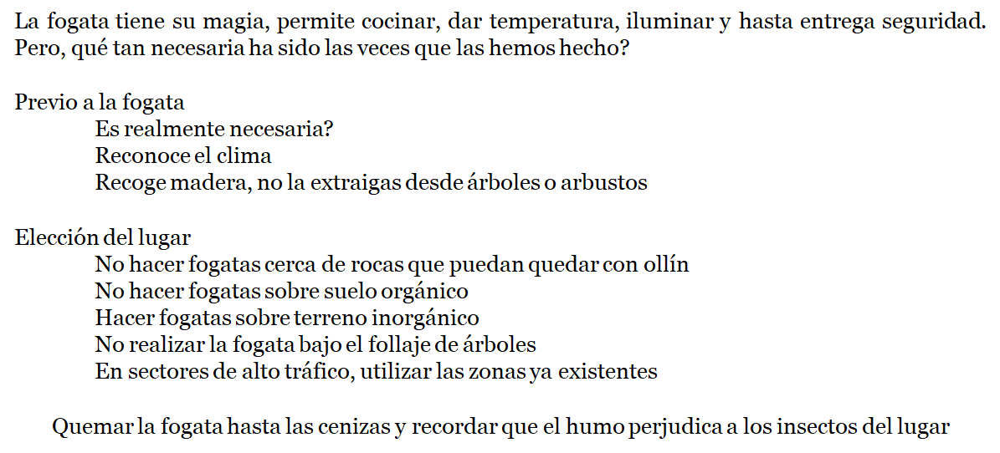 La fogata tiene su magia, permite cocinar, dar temperatura, iluminar y hasta entrega seguridad.
Pero, qué tan necesaria ha sido las veces que las hemos hecho?
Previo a la fogata
Es realmente necesaria?
Reconoce el clima
Recoge madera, no la extraigas desde árboles o arbustos
Elección del lugar
No hacer fogatas cerca de rocas que puedan quedar con ollín
No hacer fogatas sobre suelo orgánico
Hacer fogatas sobre terreno inorgánico
No realizar la fogata bajo el follaje de árboles
En sectores de alto tráfico, utilizar las zonas ya existentes
Quemar la fogata hasta las cenizas y recordar que el humo perjudica a los insectos del lugar